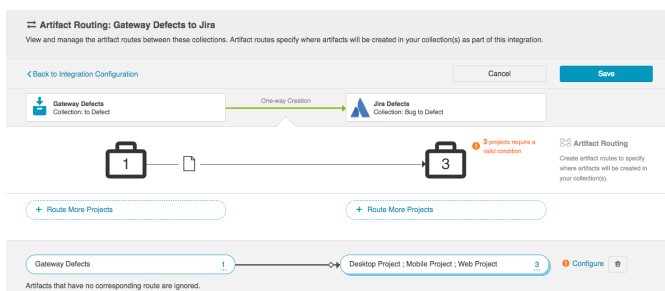 Artifact Routing: Gateway Defects to Jira
View and manage the artifact routes between these collections. Artifact routes specify where artifacts will be created in your collection(s) as part of this integration.
Back to Integration Configuration
Cancel
Save
Gateway Defects
Collection: to Defect
One-way Creation
Jira Defects
Collection: Bug to Defect
1
3
3 projects require a
valid condition
Artifact Routing
Create artifact routes to specify
where artifacts will be created in
your collection(s).
+ Route More Projects
+ Route More Projects
Gateway Defects 1
Desktop Project ; Mobile Project ; Web Project 3
Configure
Artifacts that have no corresponding route are ignored.